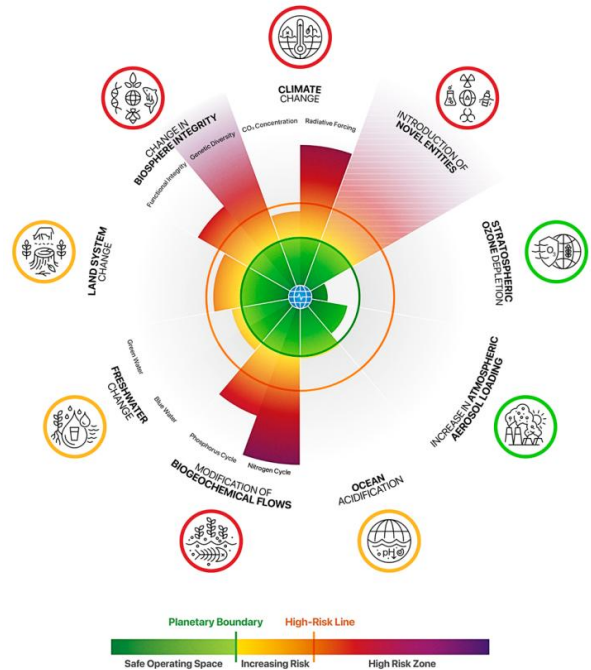 CLIMATE
CHANGE
CO₂ Concentration
Radiative Forcing
INTRODUCTION OF
NOVEL ENTITIES
STRATOSPHERIC
OZONE DEPLETION
INCREASE IN ATMOSPHERIC
AEROSOL LOADING
OCEAN
ACIDIFICATION
pH
MODIFICATION OF
BIOGEOCHEMICAL FLOWS
Phosphorus Cycle
Nitrogen Cycle
FRESHWATER
CHANGE
Green Water
Blue Water
LAND SYSTEM
CHANGE
CHANGE IN
BIOSPHERE INTEGRITY
Functional Integrity
Genetic Diversity
Planetary Boundary
High-Risk Line
Safe Operating Space
Increasing Risk
High Risk Zone